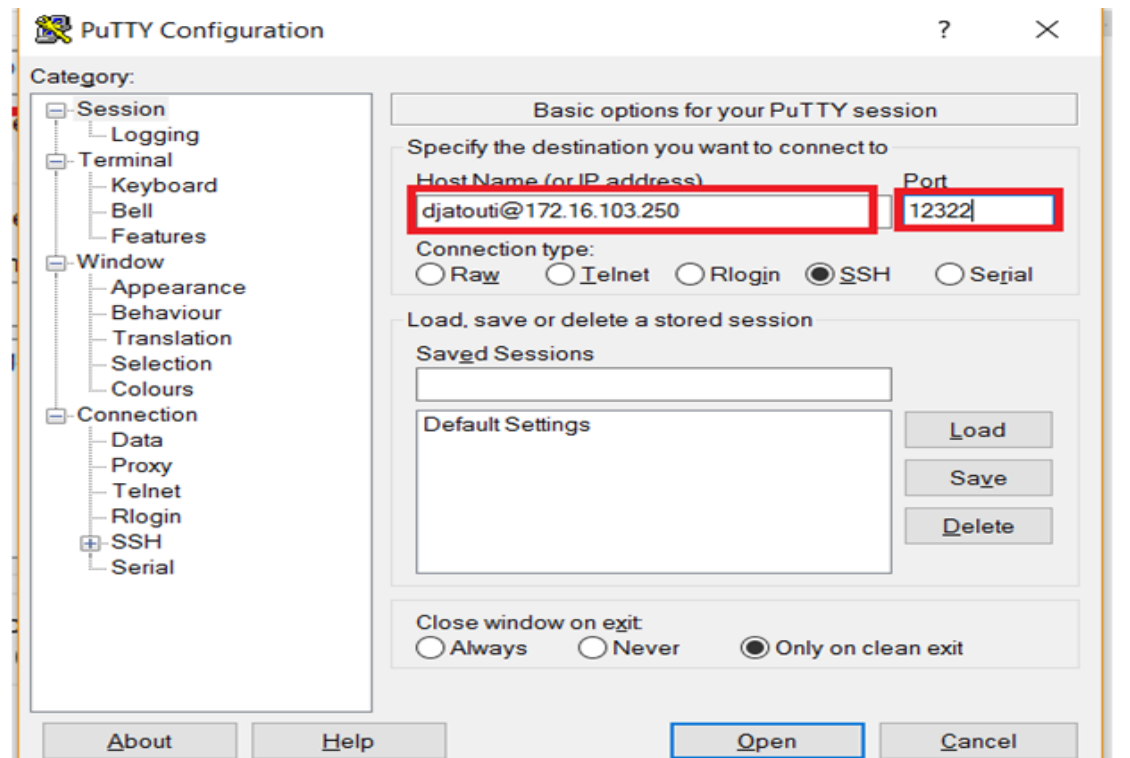 PuTTY Configuration
?
Category:
Session
Logging
Terminal
Keyboard
Bell
Features
Window
Appearance
Behaviour
Translation
Selection
Colours
Connection
Data
Proxy
Telnet
Rlogin
SSH
Serial
Basic options for your PuTTY session
Specify the destination you want to connect to
Host Name (or IP address) Port
djatouti@172.16.103.250 12322
Connection type:
Raw Telnet Rlogin SSH Serial
Load, save or delete a stored session
Saved Sessions
Default Settings
Load
Save
Delete
Close window on exit:
Always Never Only on clean exit
About Help Open Cancel